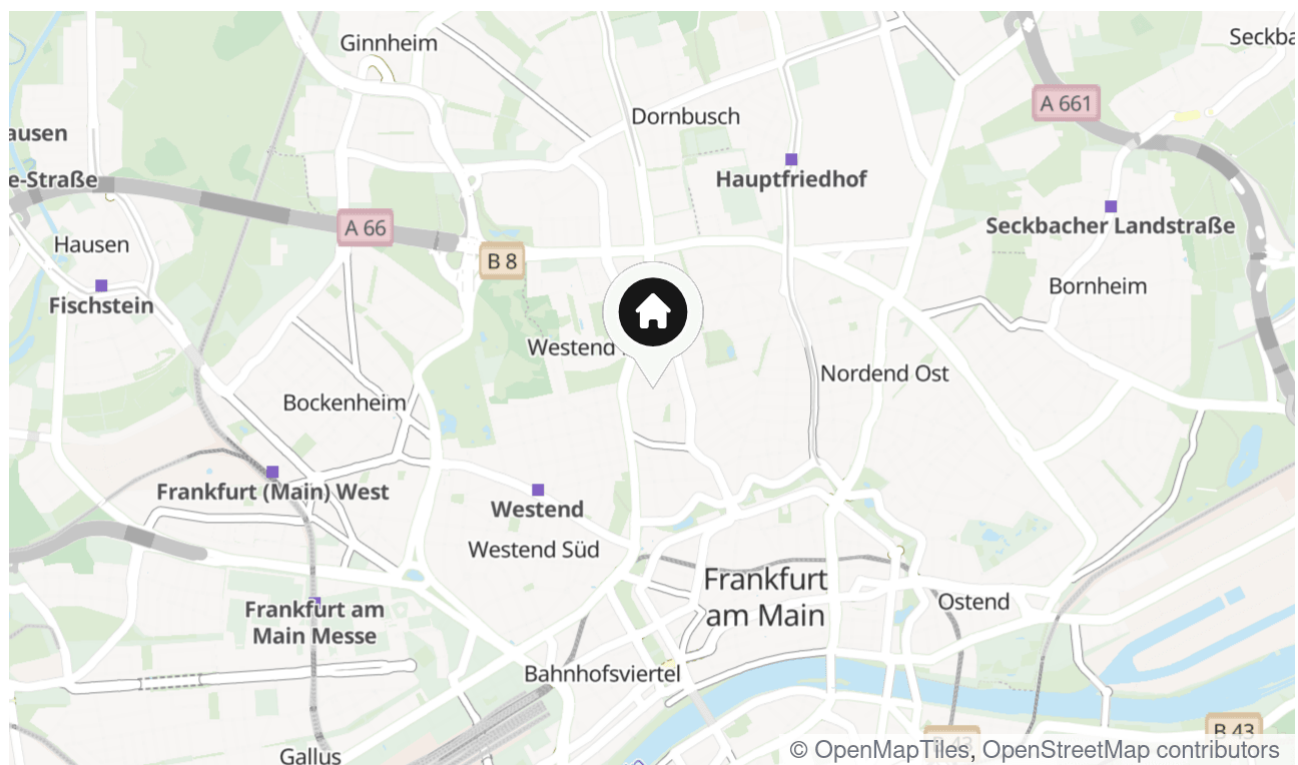 Ginnheim
Seckba
A 661
Dornbusch
ausen
Hauptfriedhof
e-Straße
A 66
Seckbacher Landstraße
Hausen
B 8
Bornheim
Fischstein
Westend
Nordend Ost
Bockenheim
Frankfurt (Main) West
Westend
Westend Süd
Frankfurt
am Main
Ostend
Frankfurt am
Main Messe
Bahnhofsviertel
B 43
B 43
Gallus
© OpenMapTiles, OpenStreetMap contributors